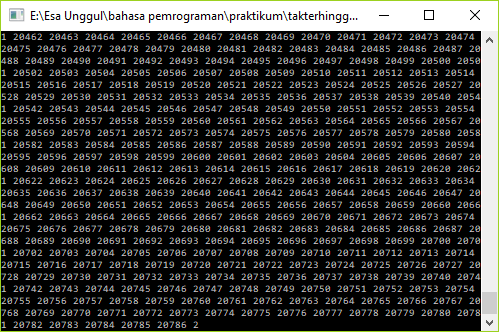 E:\Esa Unggul\bahasa pemrograman\praktikum\takterhingg...
1 20462 20463 20464 20465 20466 20467 20468 20469 20470 20471 20472 20473 20474
20475 20476 20477 20478 20479 20480 20481 20482 20483 20484 20485 20486 20487 20
488 20489 20490 20491 20492 20493 20494 20495 20496 20497 20498 20499 20500 2050
1 20502 20503 20504 20505 20506 20507 20508 20509 20510 20511 20512 20513 20514
20515 20516 20517 20518 20519 20520 20521 20522 20523 20524 20525 20526 20527 20
528 20529 20530 20531 20532 20533 20534 20535 20536 20537 20538 20539 20540 2054
1 20542 20543 20544 20545 20546 20547 20548 20549 20550 20551 20552 20553 20554
20555 20556 20557 20558 20559 20560 20561 20562 20563 20564 20565 20566 20567 20
568 20569 20570 20571 20572 20573 20574 20575 20576 20577 20578 20579 20580 2058
1 20582 20583 20584 20585 20586 20587 20588 20589 20590 20591 20592 20593 20594
20595 20596 20597 20598 20599 20600 20601 20602 20603 20604 20605 20606 20607 20
608 20609 20610 20611 20612 20613 20614 20615 20616 20617 20618 20619 20620 2062
1 20622 20623 20624 20625 20626 20627 20628 20629 20630 20631 20632 20633 20634
20635 20636 20637 20638 20639 20640 20641 20642 20643 20644 20645 20646 20647 20
648 20649 20650 20651 20652 20653 20654 20655 20656 20657 20658 20659 20660 2066
1 20662 20663 20664 20665 20666 20667 20668 20669 20670 20671 20672 20673 20674
20675 20676 20677 20678 20679 20680 20681 20682 20683 20684 20685 20686 20687 20
688 20689 20690 20691 20692 20693 20694 20695 20696 20697 20698 20699 20700 2070
1 20702 20703 20704 20705 20706 20707 20708 20709 20710 20711 20712 20713 20714
20715 20716 20717 20718 20719 20720 20721 20722 20723 20724 20725 20726 20727 20
728 20729 20730 20731 20732 20733 20734 20735 20736 20737 20738 20739 20740 2074
1 20742 20743 20744 20745 20746 20747 20748 20749 20750 20751 20752 20753 20754
20755 20756 20757 20758 20759 20760 20761 20762 20763 20764 20765 20766 20767 20
768 20769 20770 20771 20772 20773 20774 20775 20776 20777 20778 20779 20780 2078
1 20782 20783 20784 20785 20786 2